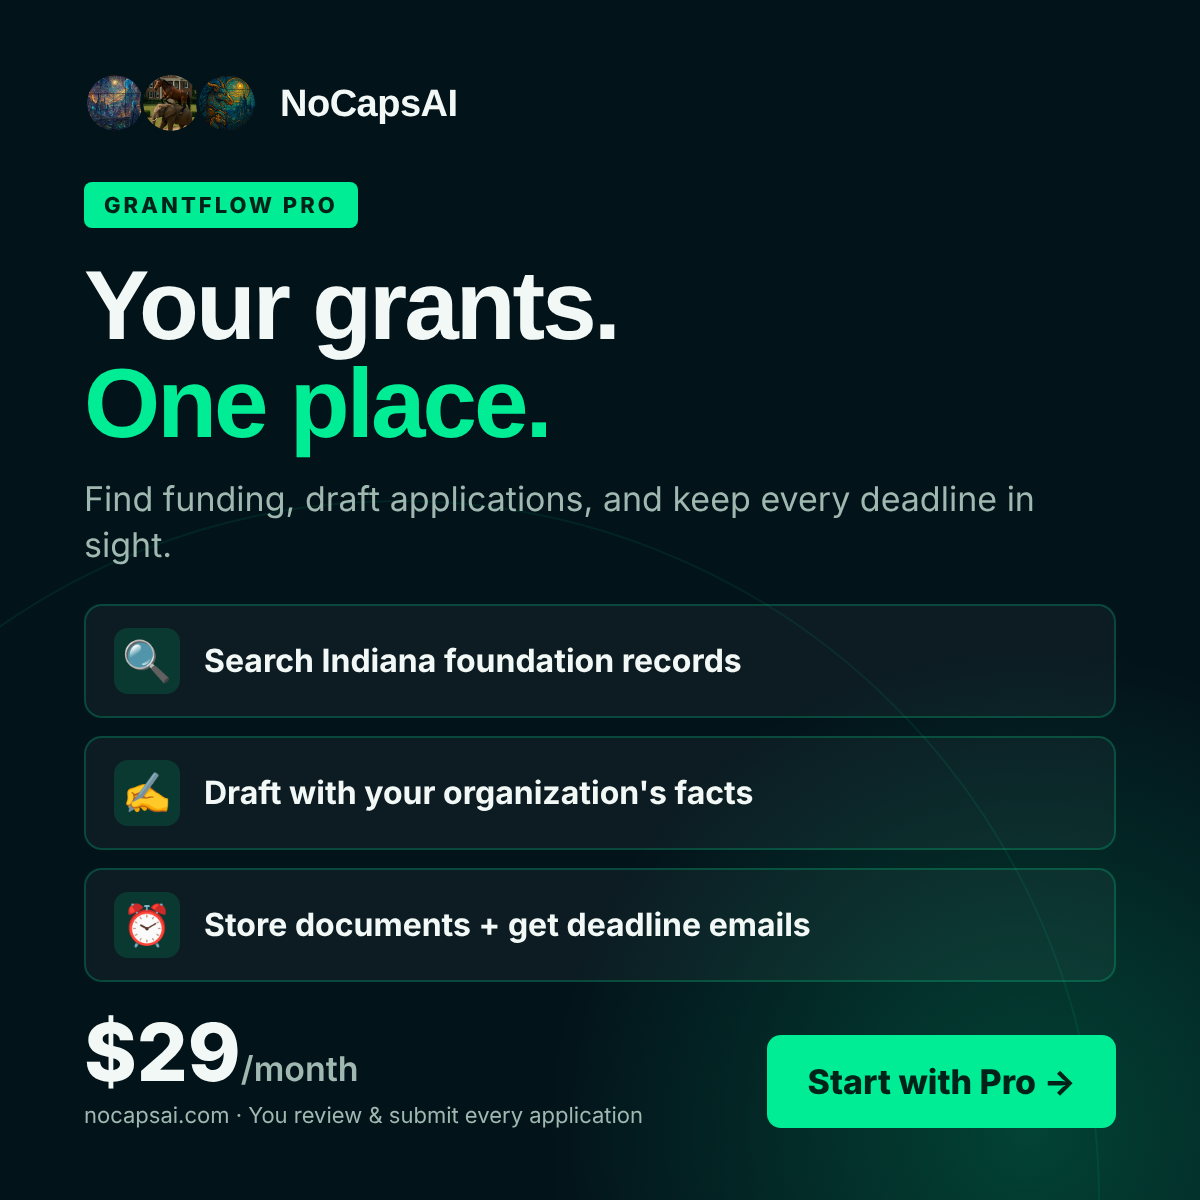 NoCapsAI
GRANTFLOW PRO
Your grants.
One place.
Find funding, draft applications, and keep every deadline in
sight.
Search Indiana foundation records
Draft with your organization's facts
Store documents + get deadline emails
$29/month
nocapsai.com · You review & submit every application
Start with Pro →